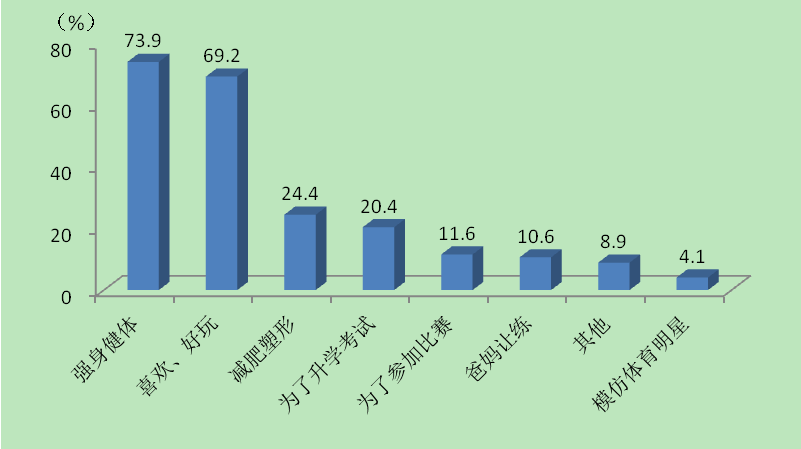 （%）
80
60
40
20
0
73.9
69.2
24.4
20.4
11.6
10.6
8.9
4.1
强身健体
喜欢、好玩
减肥塑形
为了升学考试
为了参加比赛
爸妈让练
其他
模仿体育明星